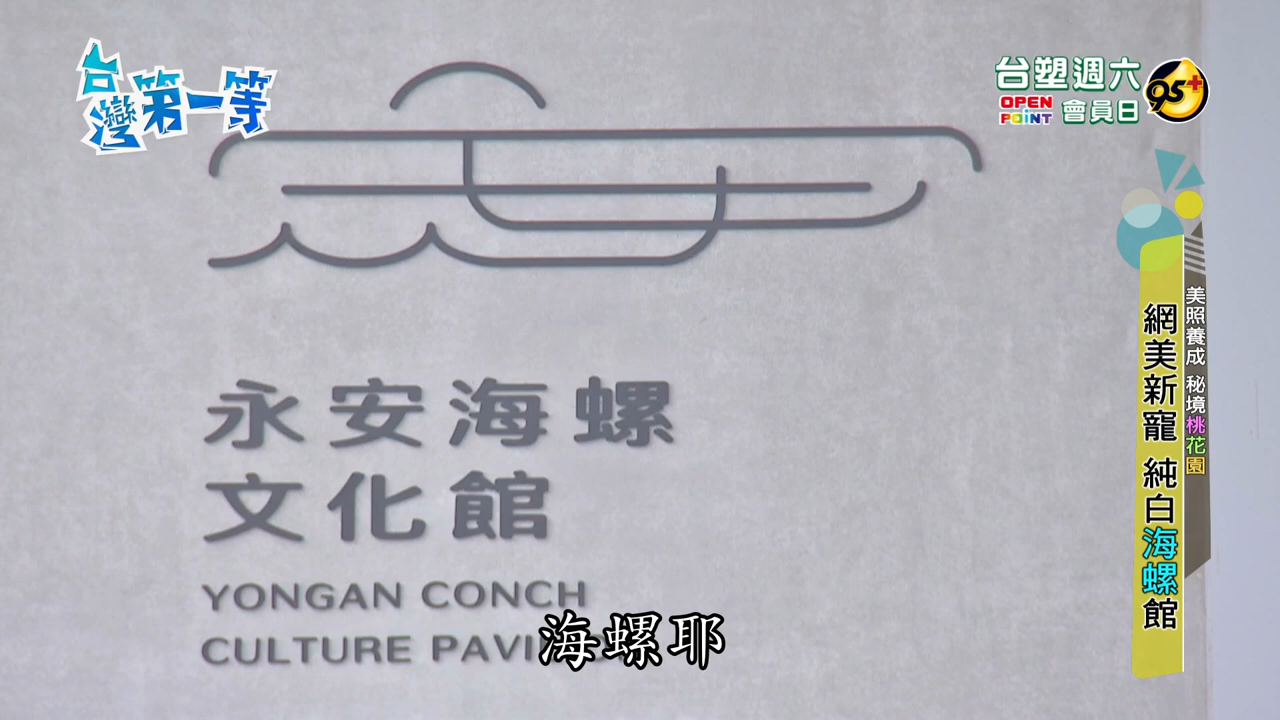 台灣第一等
台塑週六
OPEN POINT 會員日
95+
美照養成 秘境桃花園
網美新寵 純白海螺館
永安海螺
文化館
YONGAN CONCH
CULTURE PAVI
海螺耶